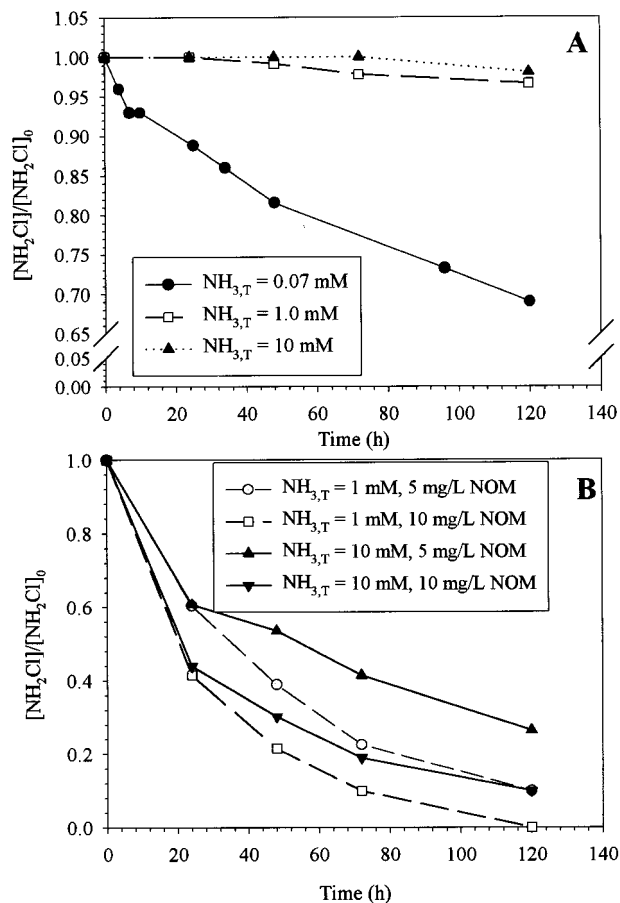 A
1.05
1.00
0.95
0.90
0.85
0.80
0.75
0.70
0.65
0.05
0.00
[NH₂Cl]/[NH₂Cl]₀
NH₃,T = 0.07 mM
NH₃,T = 1.0 mM
NH₃,T = 10 mM
0 20 40 60 80 100 120 140
Time (h)
B
1.0
0.8
0.6
0.4
0.2
0.0
[NH₂Cl]/[NH₂Cl]₀
NH₃,T = 1 mM, 5 mg/L NOM
NH₃,T = 1 mM, 10 mg/L NOM
NH₃,T = 10 mM, 5 mg/L NOM
NH₃,T = 10 mM, 10 mg/L NOM
0 20 40 60 80 100 120 140
Time (h)